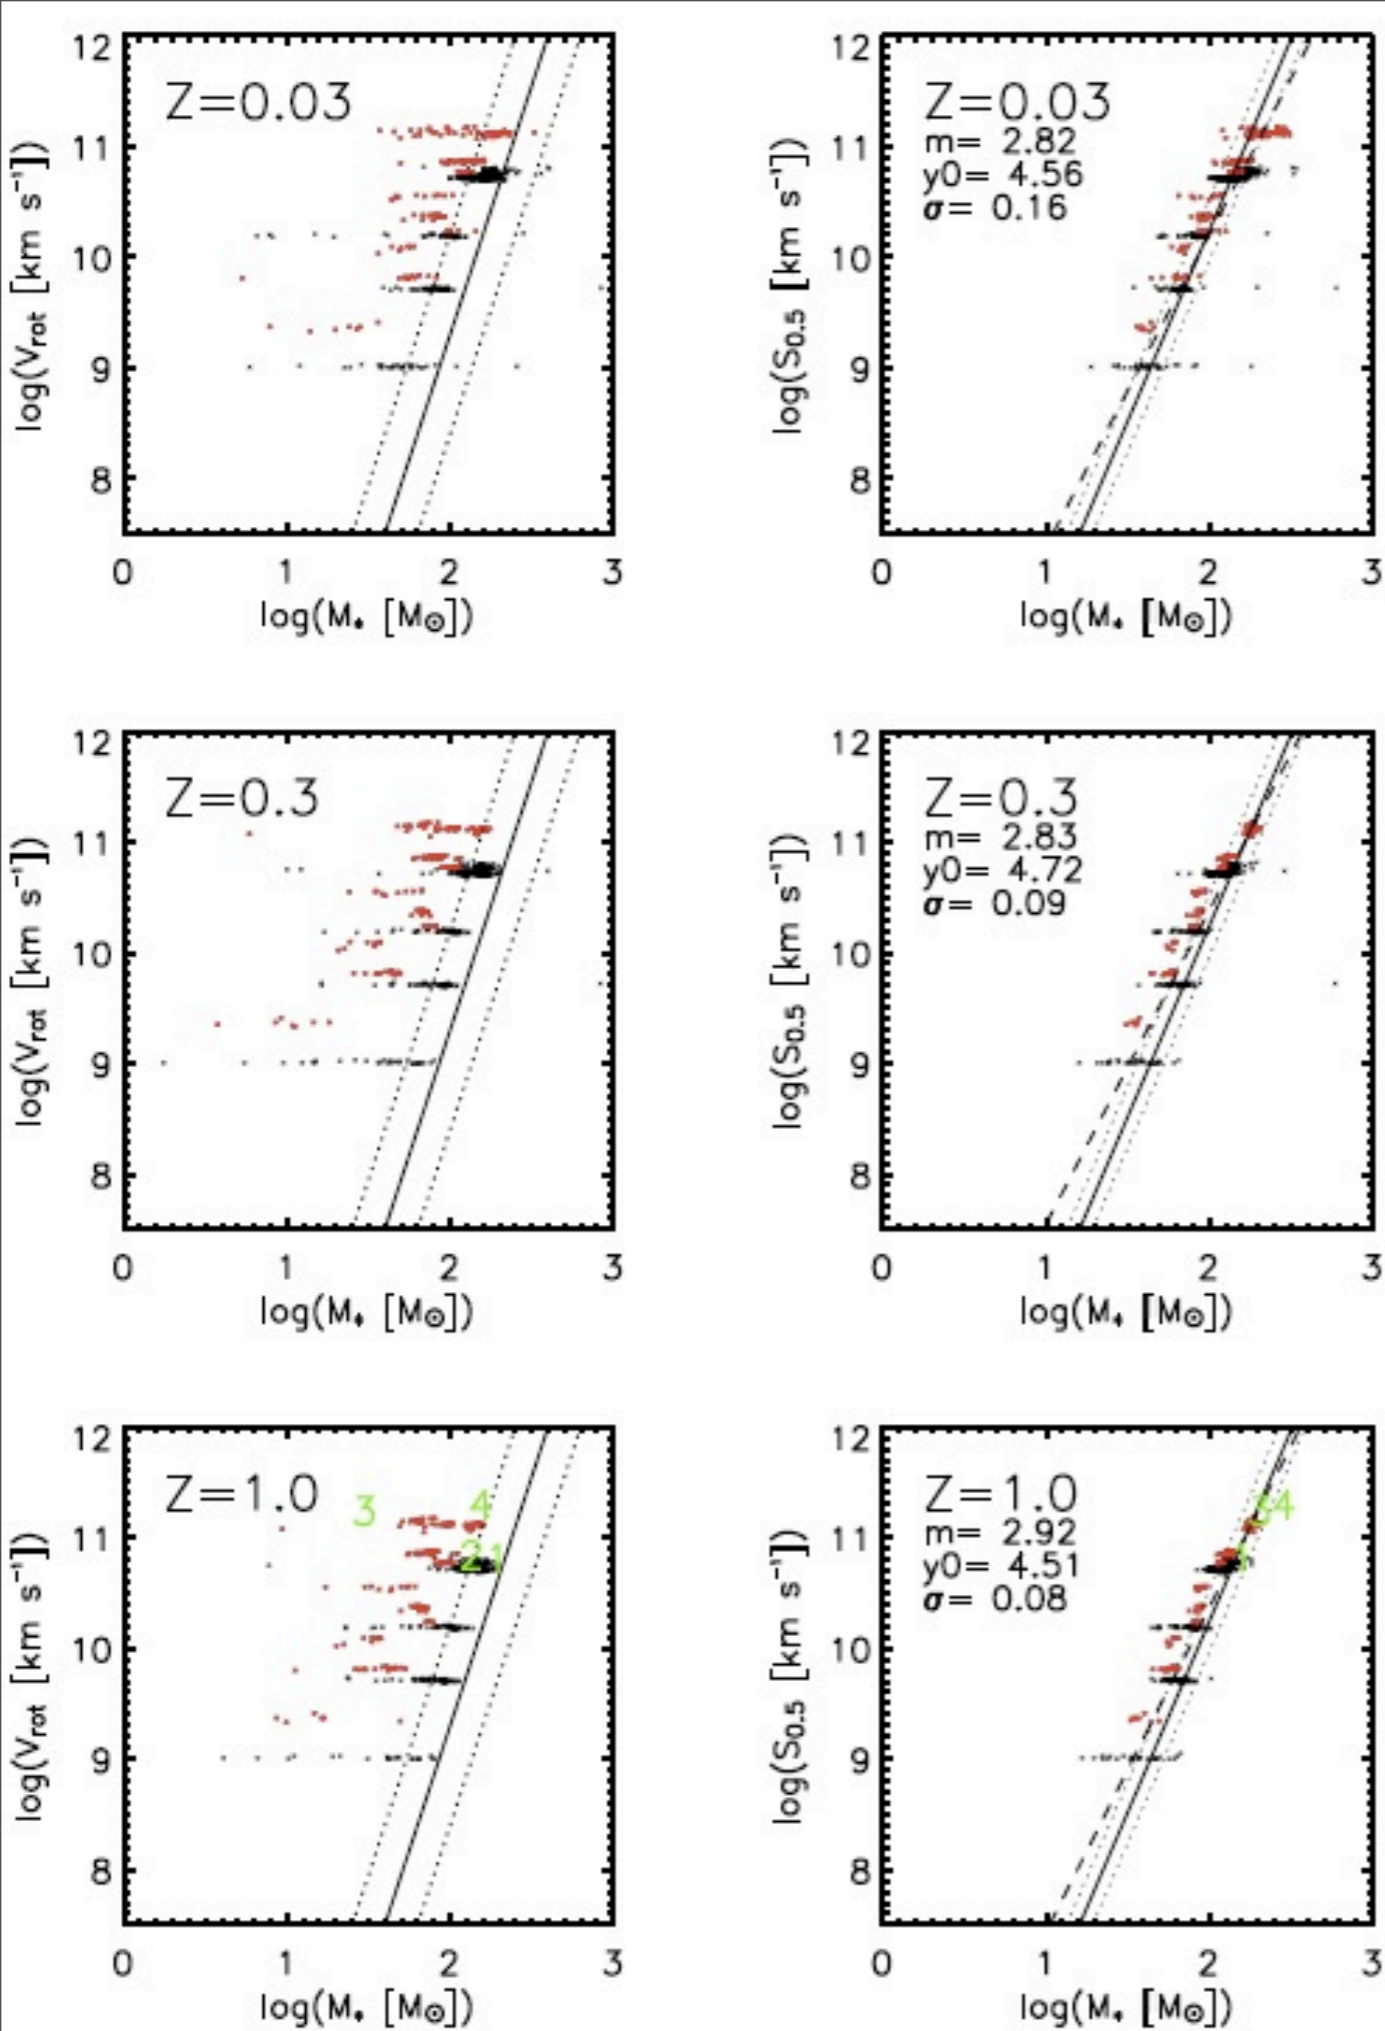 12
11
10
9
8
log(V_rot [km s⁻¹])
Z=0.03
0 1 2 3
log(M_* [M_⊙])
12
11
10
9
8
log(S_0.5 [km s⁻¹])
Z=0.03
m= 2.82
y0= 4.56
σ= 0.16
0 1 2 3
log(M_* [M_⊙])
12
11
10
9
8
log(V_rot [km s⁻¹])
Z=0.3
0 1 2 3
log(M_* [M_⊙])
12
11
10
9
8
log(S_0.5 [km s⁻¹])
Z=0.3
m= 2.83
y0= 4.72
σ= 0.09
0 1 2 3
log(M_* [M_⊙])
12
11
10
9
8
log(V_rot [km s⁻¹])
Z=1.0
3 4
2 1
0 1 2 3
log(M_* [M_⊙])
12
11
10
9
8
log(S_0.5 [km s⁻¹])
Z=1.0
m= 2.92
y0= 4.51
σ= 0.08
3 4
0 1 2 3
log(M_* [M_⊙])